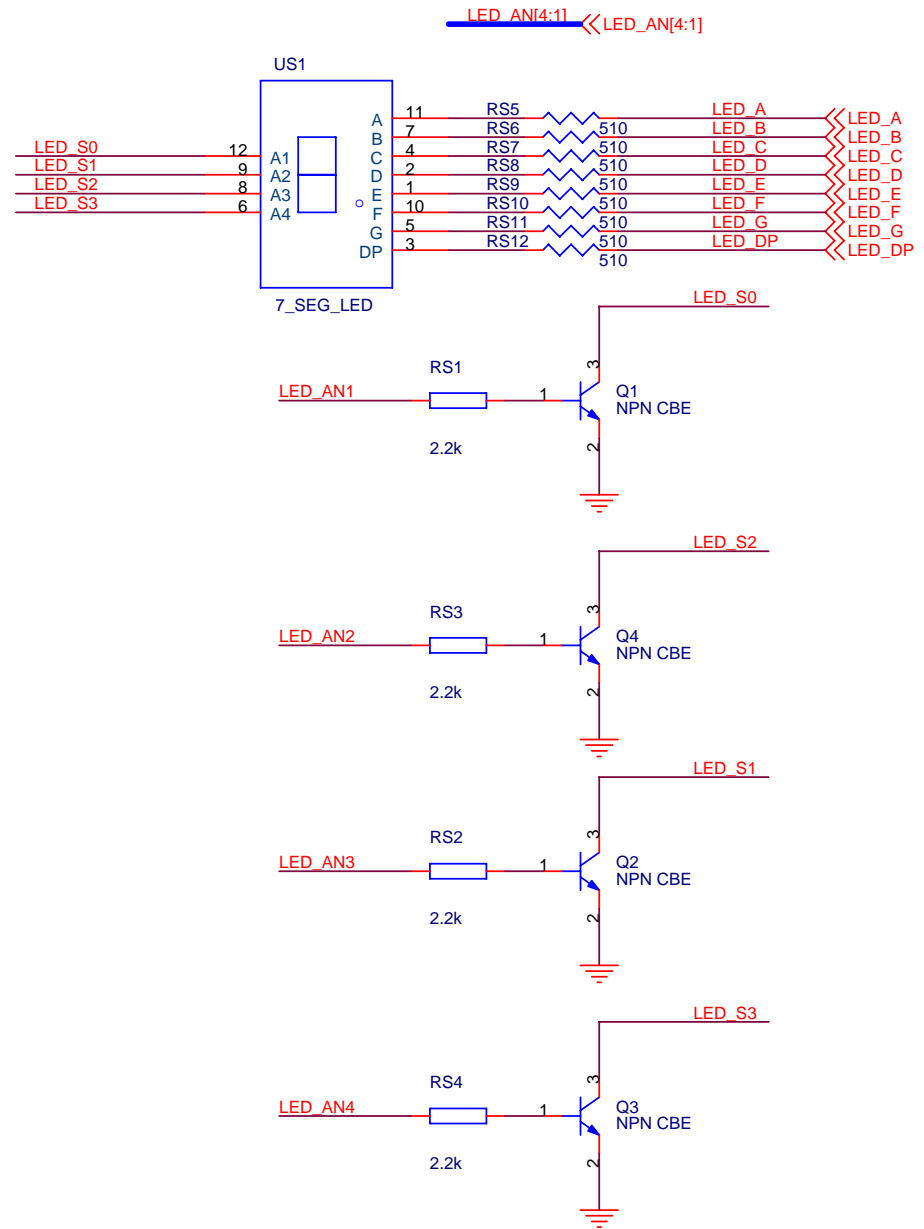 LED_AN[4:1] LED_AN[4:1]
US1
A 11 RS5 LED_A LED_A
B 7 RS6 510 LED_B LED_B
LED_S0 12 A1 C 4 RS7 510 LED_C LED_C
LED_S1 9 A2 D 2 RS8 510 LED_D LED_D
LED_S2 8 A3 E 1 RS9 510 LED_E LED_E
LED_S3 6 A4 F 10 RS10 510 LED_F LED_F
G 5 RS11 510 LED_G LED_G
DP 3 RS12 510 LED_DP LED_DP
510
7_SEG_LED
LED_S0
RS1 3
LED_AN1 1 Q1
NPN CBE
2.2k 2
LED_S2
RS3 3
LED_AN2 1 Q4
NPN CBE
2.2k 2
LED_S1
RS2 3
LED_AN3 1 Q2
NPN CBE
2.2k 2
LED_S3
RS4 3
LED_AN4 1 Q3
NPN CBE
2.2k 2